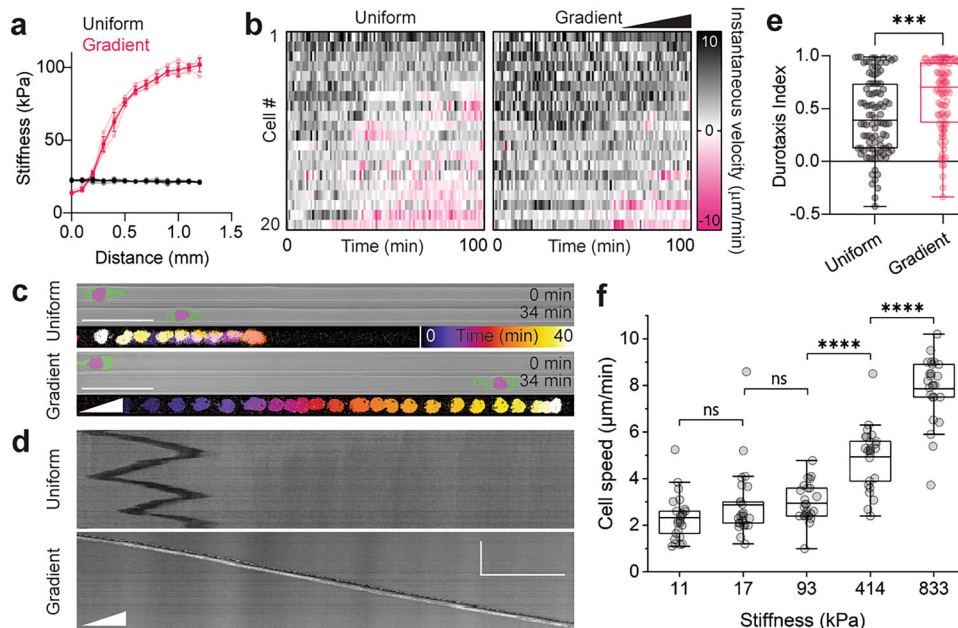 a
Uniform
Gradient
Stiffness (kPa)
100
50
0
0.0
0.5
1.0
1.5
Distance (mm)
b
Uniform
Gradient
1
Cell #
20
0
Time (min)
100
0
Time (min)
100
10
0
-10
Instantaneous velocity (µm/min)
e
***
Durotaxis Index
1.0
0.5
0.0
-0.5
Uniform
Gradient
c
Uniform
0 min
34 min
0 Time (min) 40
Gradient
0 min
34 min
d
Uniform
Gradient
f
Cell speed (µm/min)
10
8
6
4
2
0
ns
ns
****
****
11
17
93
414
833
Stiffness (kPa)